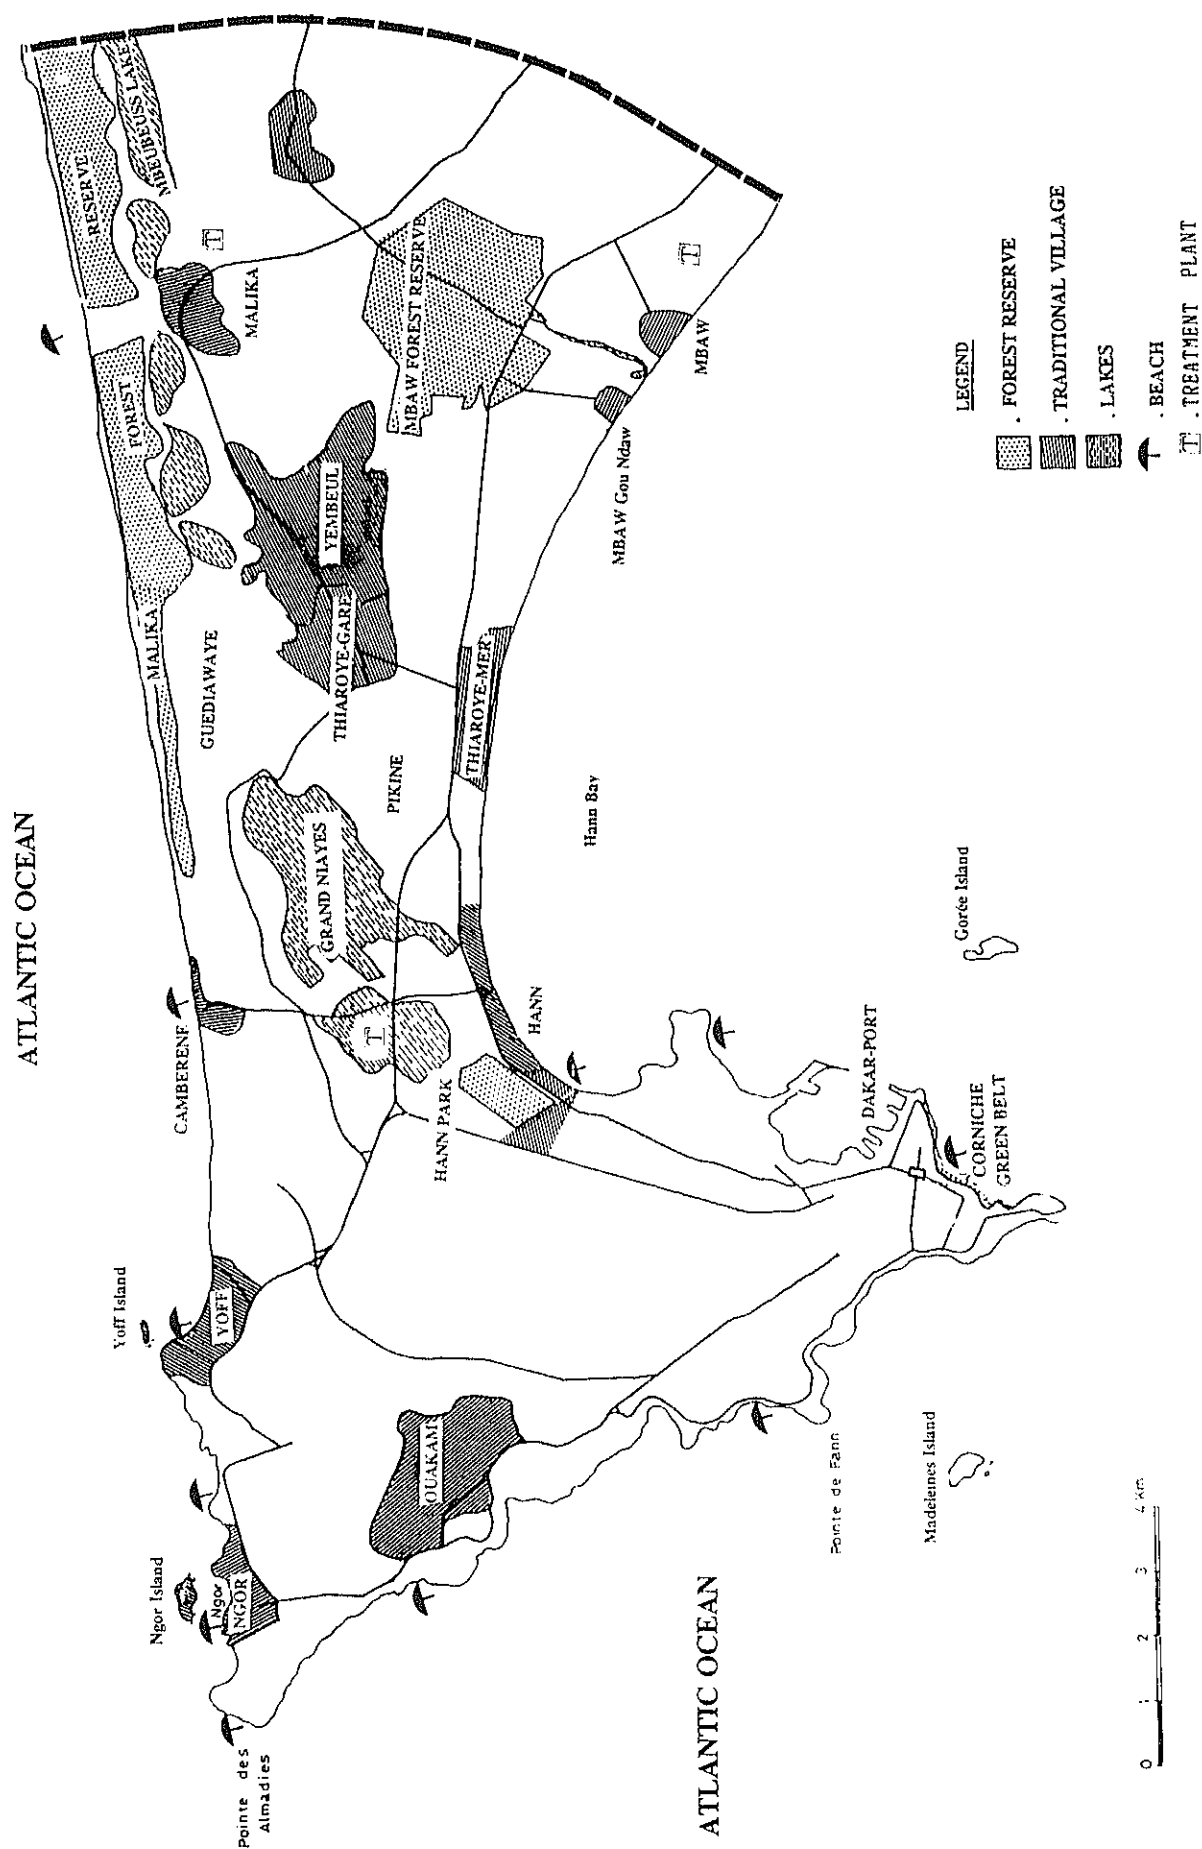 ATLANTIC OCEAN
Yoff Island
Ngor Island
Ngor
NGOR
Pointe des
Almadies
YOFF
CAMBERENE
MALIKA
FOREST
RESERVE
MBEUBEUSS LAKE
GUEDIAWAYE
MALIKA
T
GRAND NIAYES
THIAROYE-GARE
YEMBEUL
T
PIKINE
MBAW FOREST RESERVE
OUAKAM
HANN PARK
THIAROYE-MER
HANN
Hann Bay
MBAW Gou Ndaw
MBAW
T
ATLANTIC OCEAN
Pointe de Fann
Madeleines Island
DAKAR-PORT
CORNICHE
GREEN BELT
Gorée Island
LEGEND
. FOREST RESERVE
. TRADITIONAL VILLAGE
. LAKES
. BEACH
T . TREATMENT PLANT
0 1 2 3 4 Km